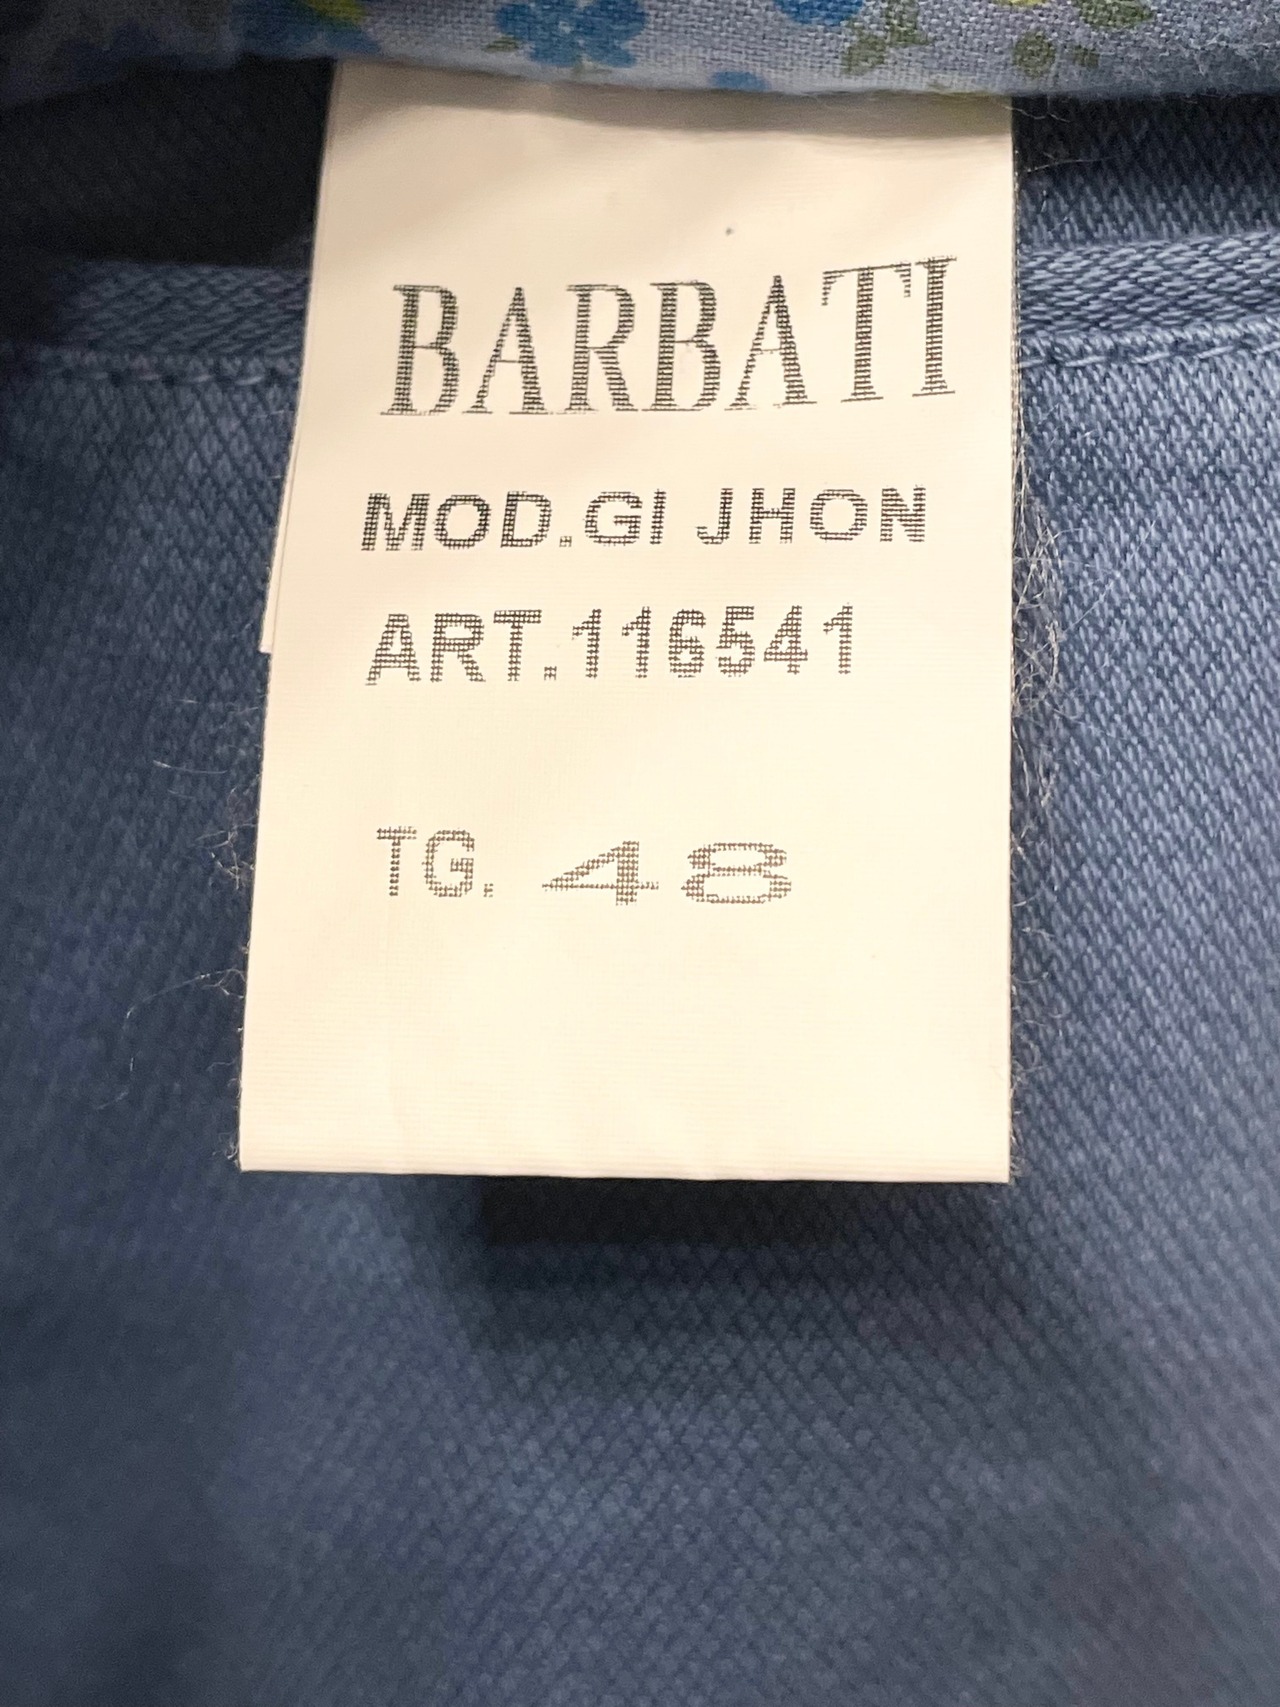 BARBATI
MOD.GI JHON
ART.116541
TG. 48